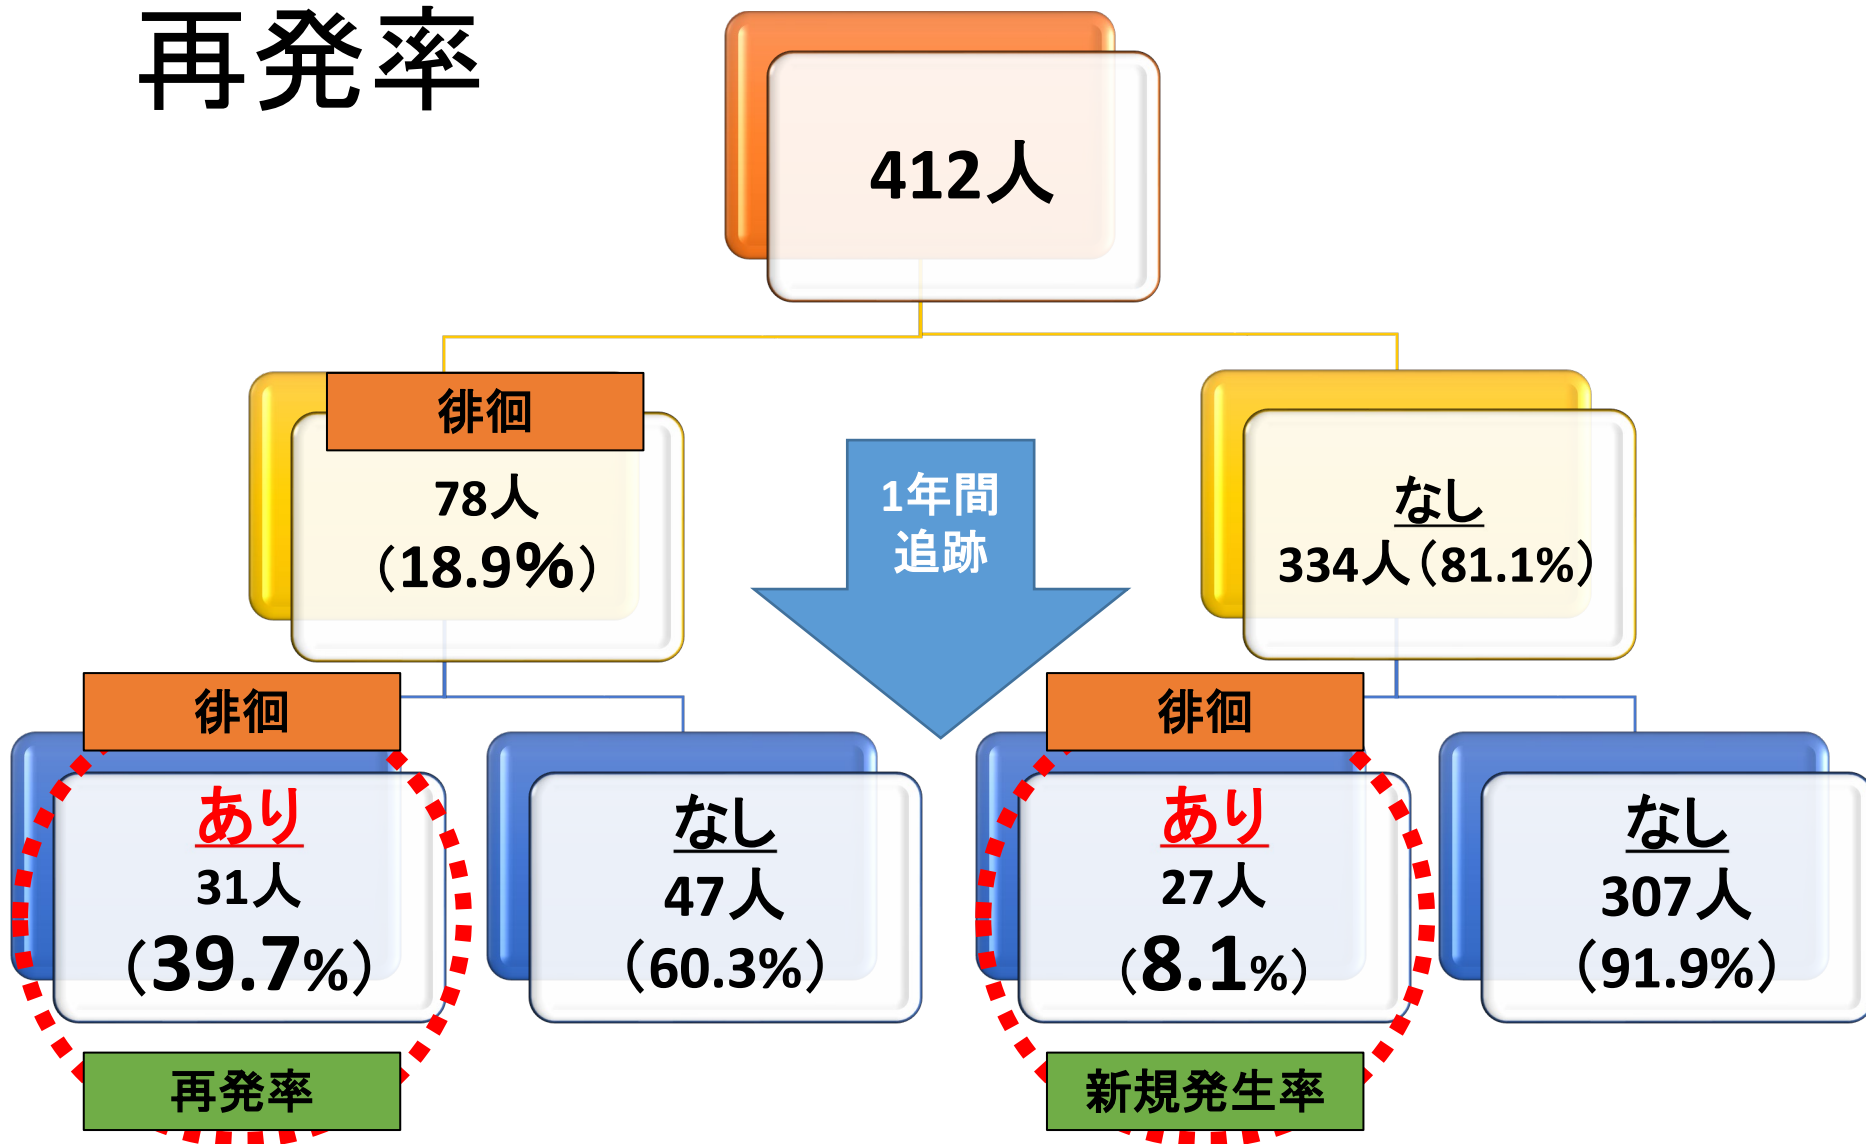 再発率
412人
徘徊
78人
（18.9%）
1年間
追跡
なし
334人（81.1%）
徘徊
あり
31人
（39.7%）
再発率
なし
47人
（60.3%）
徘徊
あり
27人
（8.1%）
新規発生率
なし
307人
（91.9%）